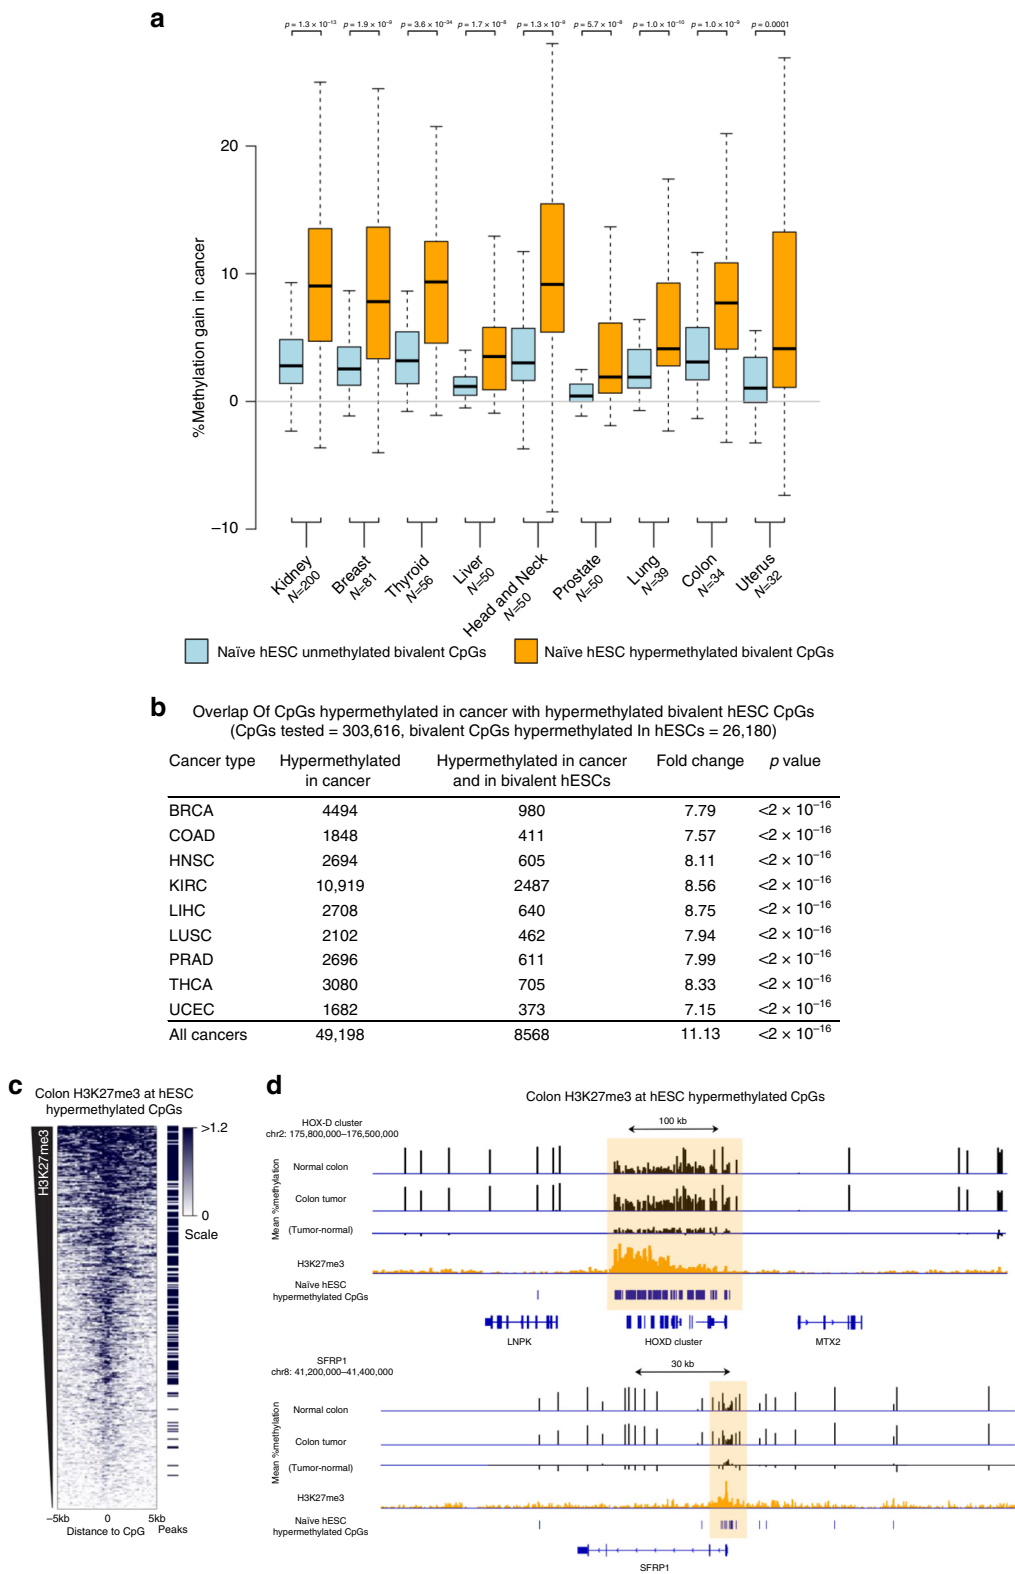 a
p = 1.3 × 10⁻¹³ p = 1.9 × 10⁻⁹ p = 3.6 × 10⁻³⁴ p = 1.7 × 10⁻⁸ p = 1.3 × 10⁻⁹ p = 5.7 × 10⁻⁸ p = 1.0 × 10⁻¹⁰ p = 1.0 × 10⁻⁹ p = 0.0001
%Methylation gain in cancer
20
10
0
−10
Kidney
N=200
Breast
N=81
Thyroid
N=56
Liver
N=50
Head and Neck
N=50
Prostate
N=50
Lung
N=39
Colon
N=34
Uterus
N=32
Naïve hESC unmethylated bivalent CpGs
Naïve hESC hypermethylated bivalent CpGs
b
Overlap Of CpGs hypermethylated in cancer with hypermethylated bivalent hESC CpGs
(CpGs tested = 303,616, bivalent CpGs hypermethylated In hESCs = 26,180)
Cancer type Hypermethylated in cancer Hypermethylated in cancer and in bivalent hESCs Fold change p value
BRCA 4494 980 7.79 <2 × 10⁻¹⁶
COAD 1848 411 7.57 <2 × 10⁻¹⁶
HNSC 2694 605 8.11 <2 × 10⁻¹⁶
KIRC 10,919 2487 8.56 <2 × 10⁻¹⁶
LIHC 2708 640 8.75 <2 × 10⁻¹⁶
LUSC 2102 462 7.94 <2 × 10⁻¹⁶
PRAD 2696 611 7.99 <2 × 10⁻¹⁶
THCA 3080 705 8.33 <2 × 10⁻¹⁶
UCEC 1682 373 7.15 <2 × 10⁻¹⁶
All cancers 49,198 8568 11.13 <2 × 10⁻¹⁶
c
Colon H3K27me3 at hESC
hypermethylated CpGs
H3K27me3
>1.2
0
Scale
−5kb 0 5kb
Distance to CpG
Peaks
d
Colon H3K27me3 at hESC hypermethylated CpGs
HOX-D cluster
chr2: 175,800,000–176,500,000
100 kb
Mean %methylation
Normal colon
Colon tumor
(Tumor-normal)
H3K27me3
Naïve hESC
hypermethylated CpGs
LNPK HOXD cluster MTX2
SFRP1
chr8: 41,200,000–41,400,000
30 kb
Mean %methylation
Normal colon
Colon tumor
(Tumor-normal)
H3K27me3
Naïve hESC
hypermethylated CpGs
SFRP1